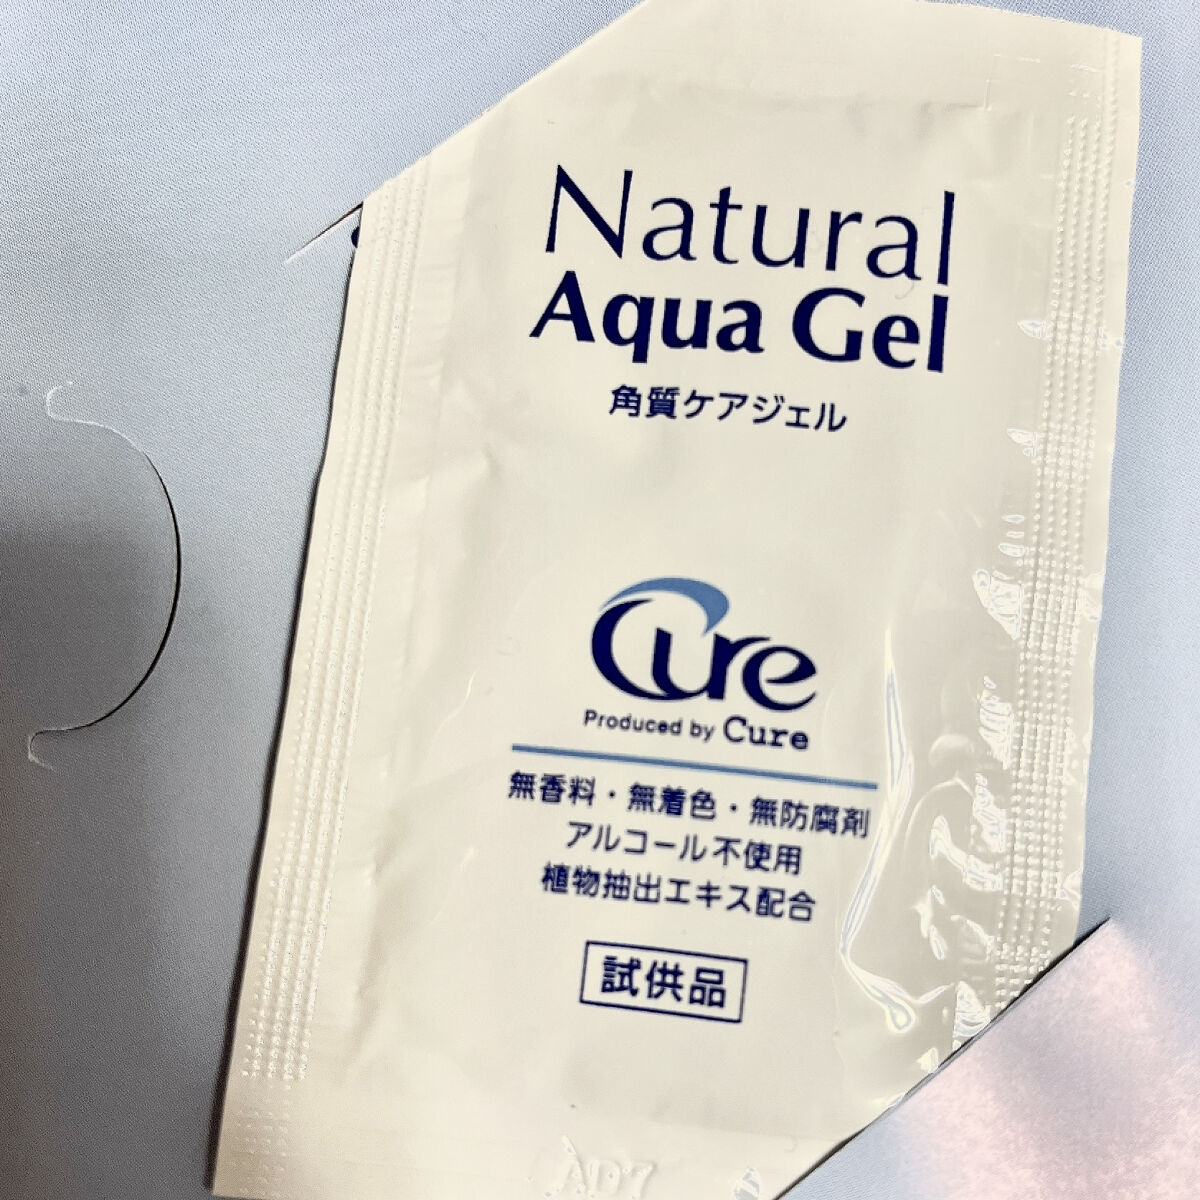 Natural
Aqua Gel
角質ケアジェル
Cure
Produced by Cure
無香料・無着色・無防腐剤
アルコール不使用
植物抽出エキス配合
試供品
AD7